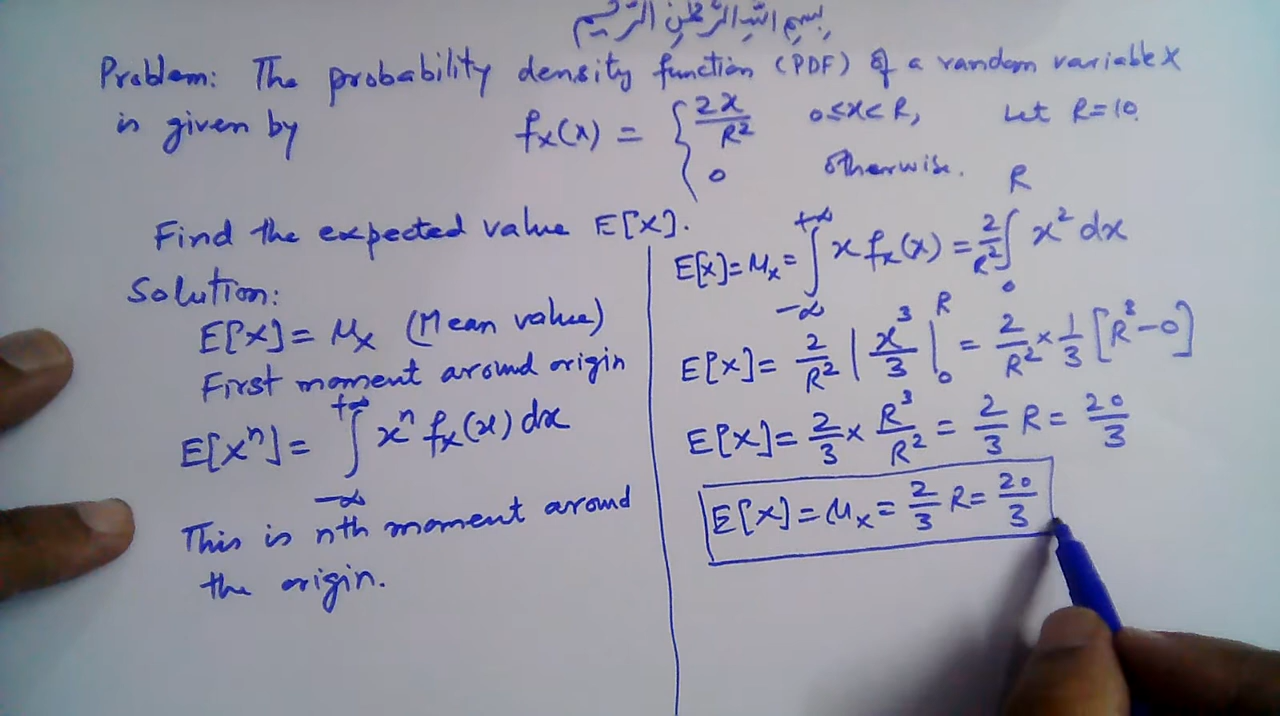 بسم الله الرحمن الرحيم
Problem: The probability density function (PDF) of a random variable X
is given by fx(x) = { 2x/R² 0≤x<R, Let R=10.
0 otherwise.
Find the expected value E[X].
Solution:
E[X] = μx (Mean value)
First moment around origin
E[xⁿ] = ∫_{-∞}^{+∞} xⁿ fx(x) dx
This is nth moment around
the origin.
E[x] = μx = ∫_{-∞}^{+∞} x fx(x) = 2/R² ∫_0^R x² dx
E[X] = 2/R² | x³/3 |_0^R = 2/R² × 1/3 [R³-0]
E[X] = 2/3 × R³/R² = 2/3 R = 20/3
E[X] = μx = 2/3 R = 20/3